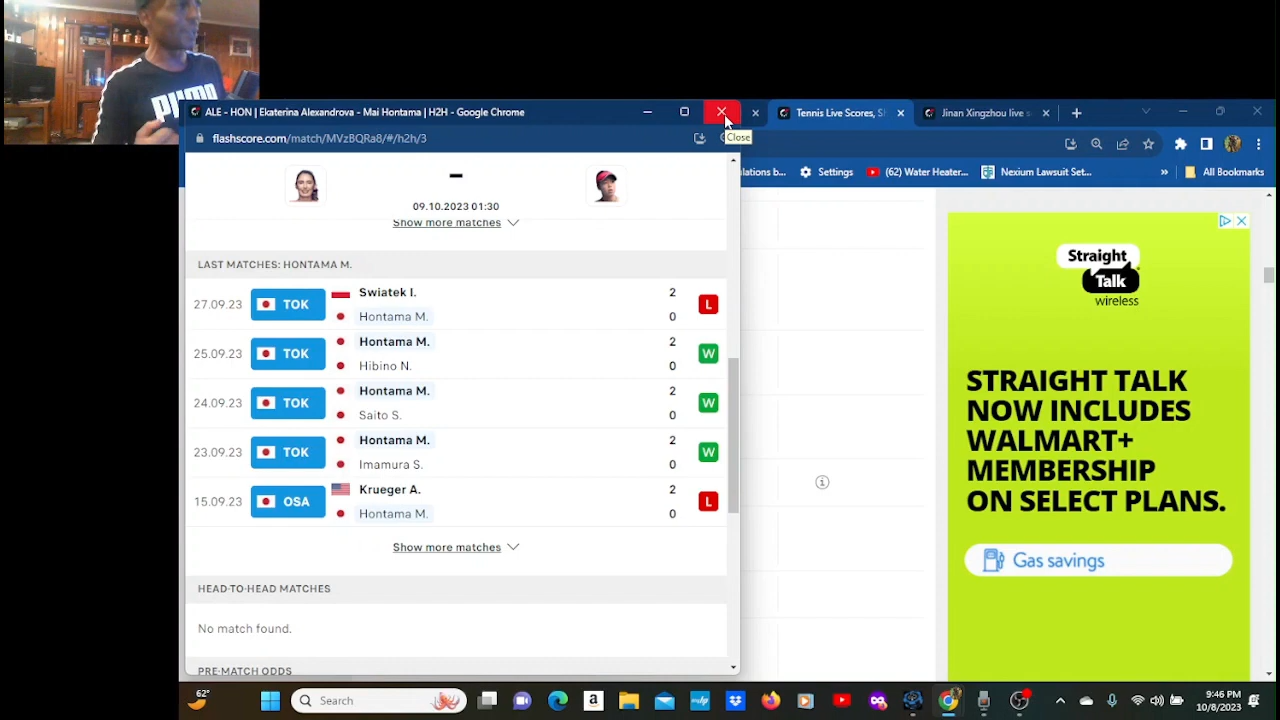 PUMA
ALE - HON | Ekaterina Alexandrova - Mai Hontama | H2H - Google Chrome
Tennis Live Scores, S
Jinan Xingzhou live s
Close
flashscore.com/match/MVzBQRa8/#/h2h/3
ulations b...
Settings
(62) Water Heater...
Nexium Lawsuit Set...
»
All Bookmarks
-
09.10.2023 01:30
Show more matches
LAST MATCHES: HONTAMA M.
27.09.23 TOK Swiatek I. 2 L
Hontama M. 0
25.09.23 TOK Hontama M. 2 W
Hibino N. 0
24.09.23 TOK Hontama M. 2 W
Saito S. 0
23.09.23 TOK Hontama M. 2 W
Imamura S. 0
15.09.23 OSA Krueger A. 2 L
Hontama M. 0
Show more matches
HEAD-TO-HEAD MATCHES
No match found.
PRE-MATCH ODDS
Straight
Talk
wireless
STRAIGHT TALK
NOW INCLUDES
WALMART+
MEMBERSHIP
ON SELECT PLANS.
Gas savings
62°
Search
a
hp
9:46 PM
10/8/2023